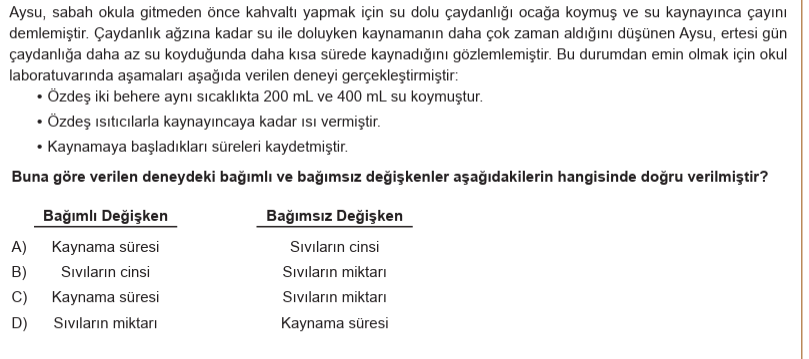 Aysu, sabah okula gitmeden önce kahvaltı yapmak için su dolu çaydanlığı ocağa koymuş ve su kaynayınca çayını
demlemiştir. Çaydanlık ağzına kadar su ile doluyken kaynamanın daha çok zaman aldığını düşünen Aysu, ertesi gün
çaydanlığa daha az su koyduğunda daha kısa sürede kaynadığını gözlemlemiştir. Bu durumdan emin olmak için okul
laboratuvarında aşamaları aşağıda verilen deneyi gerçekleştirmiştir:
• Özdeş iki behere aynı sıcaklıkta 200 mL ve 400 mL su koymuştur.
• Özdeş ısıtıcılarla kaynayıncaya kadar ısı vermiştir.
• Kaynamaya başladıkları süreleri kaydetmiştir.
Buna göre verilen deneydeki bağımlı ve bağımsız değişkenler aşağıdakilerin hangisinde doğru verilmiştir?
Bağımlı Değişken Bağımsız Değişken
A) Kaynama süresi Sıvıların cinsi
B) Sıvıların cinsi Sıvıların miktarı
C) Kaynama süresi Sıvıların miktarı
D) Sıvıların miktarı Kaynama süresi